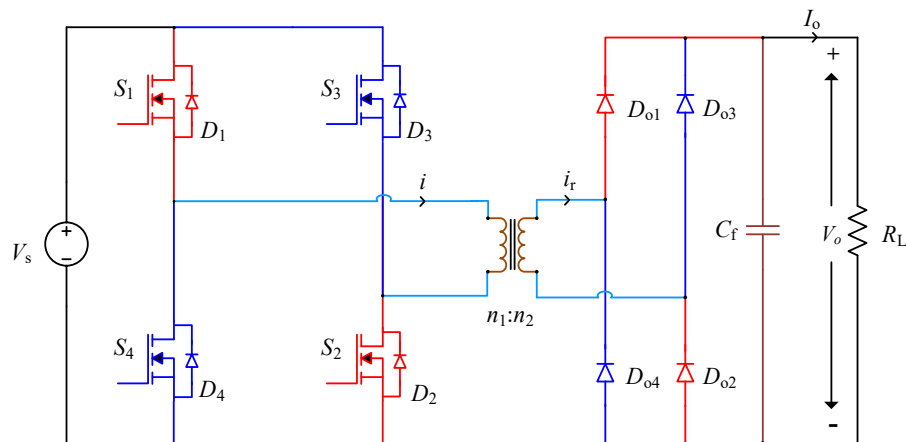 I_o
+
S_1
S_3
D_o1
D_o3
D_1
D_3
i
i_r
+
−
V_s
C_f
V_o
R_L
n_1:n_2
S_4
S_2
D_4
D_2
D_o4
D_o2
-